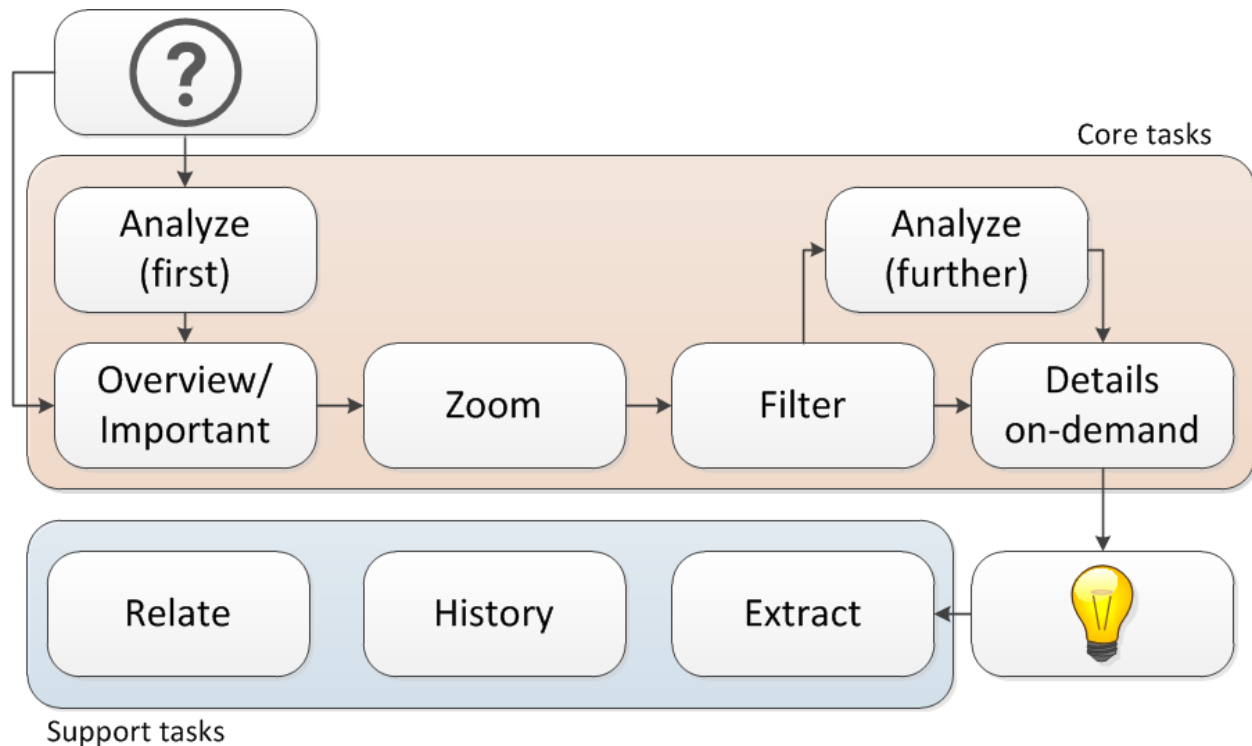 ?
Core tasks
Analyze
(first)
Analyze
(further)
Overview/
Important
Zoom
Filter
Details
on-demand
Relate
History
Extract
Support tasks